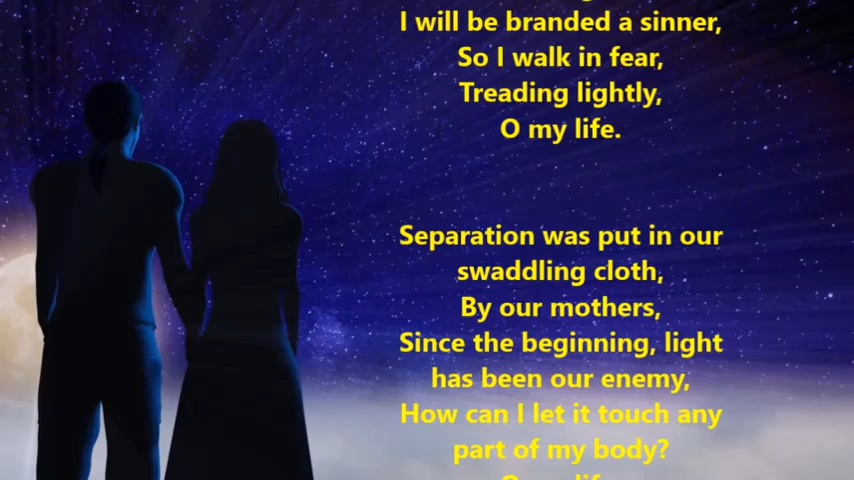 I will be branded a sinner,
So I walk in fear,
Treading lightly,
O my life.
Separation was put in our
swaddling cloth,
By our mothers,
Since the beginning, light
has been our enemy,
How can I let it touch any
part of my body?